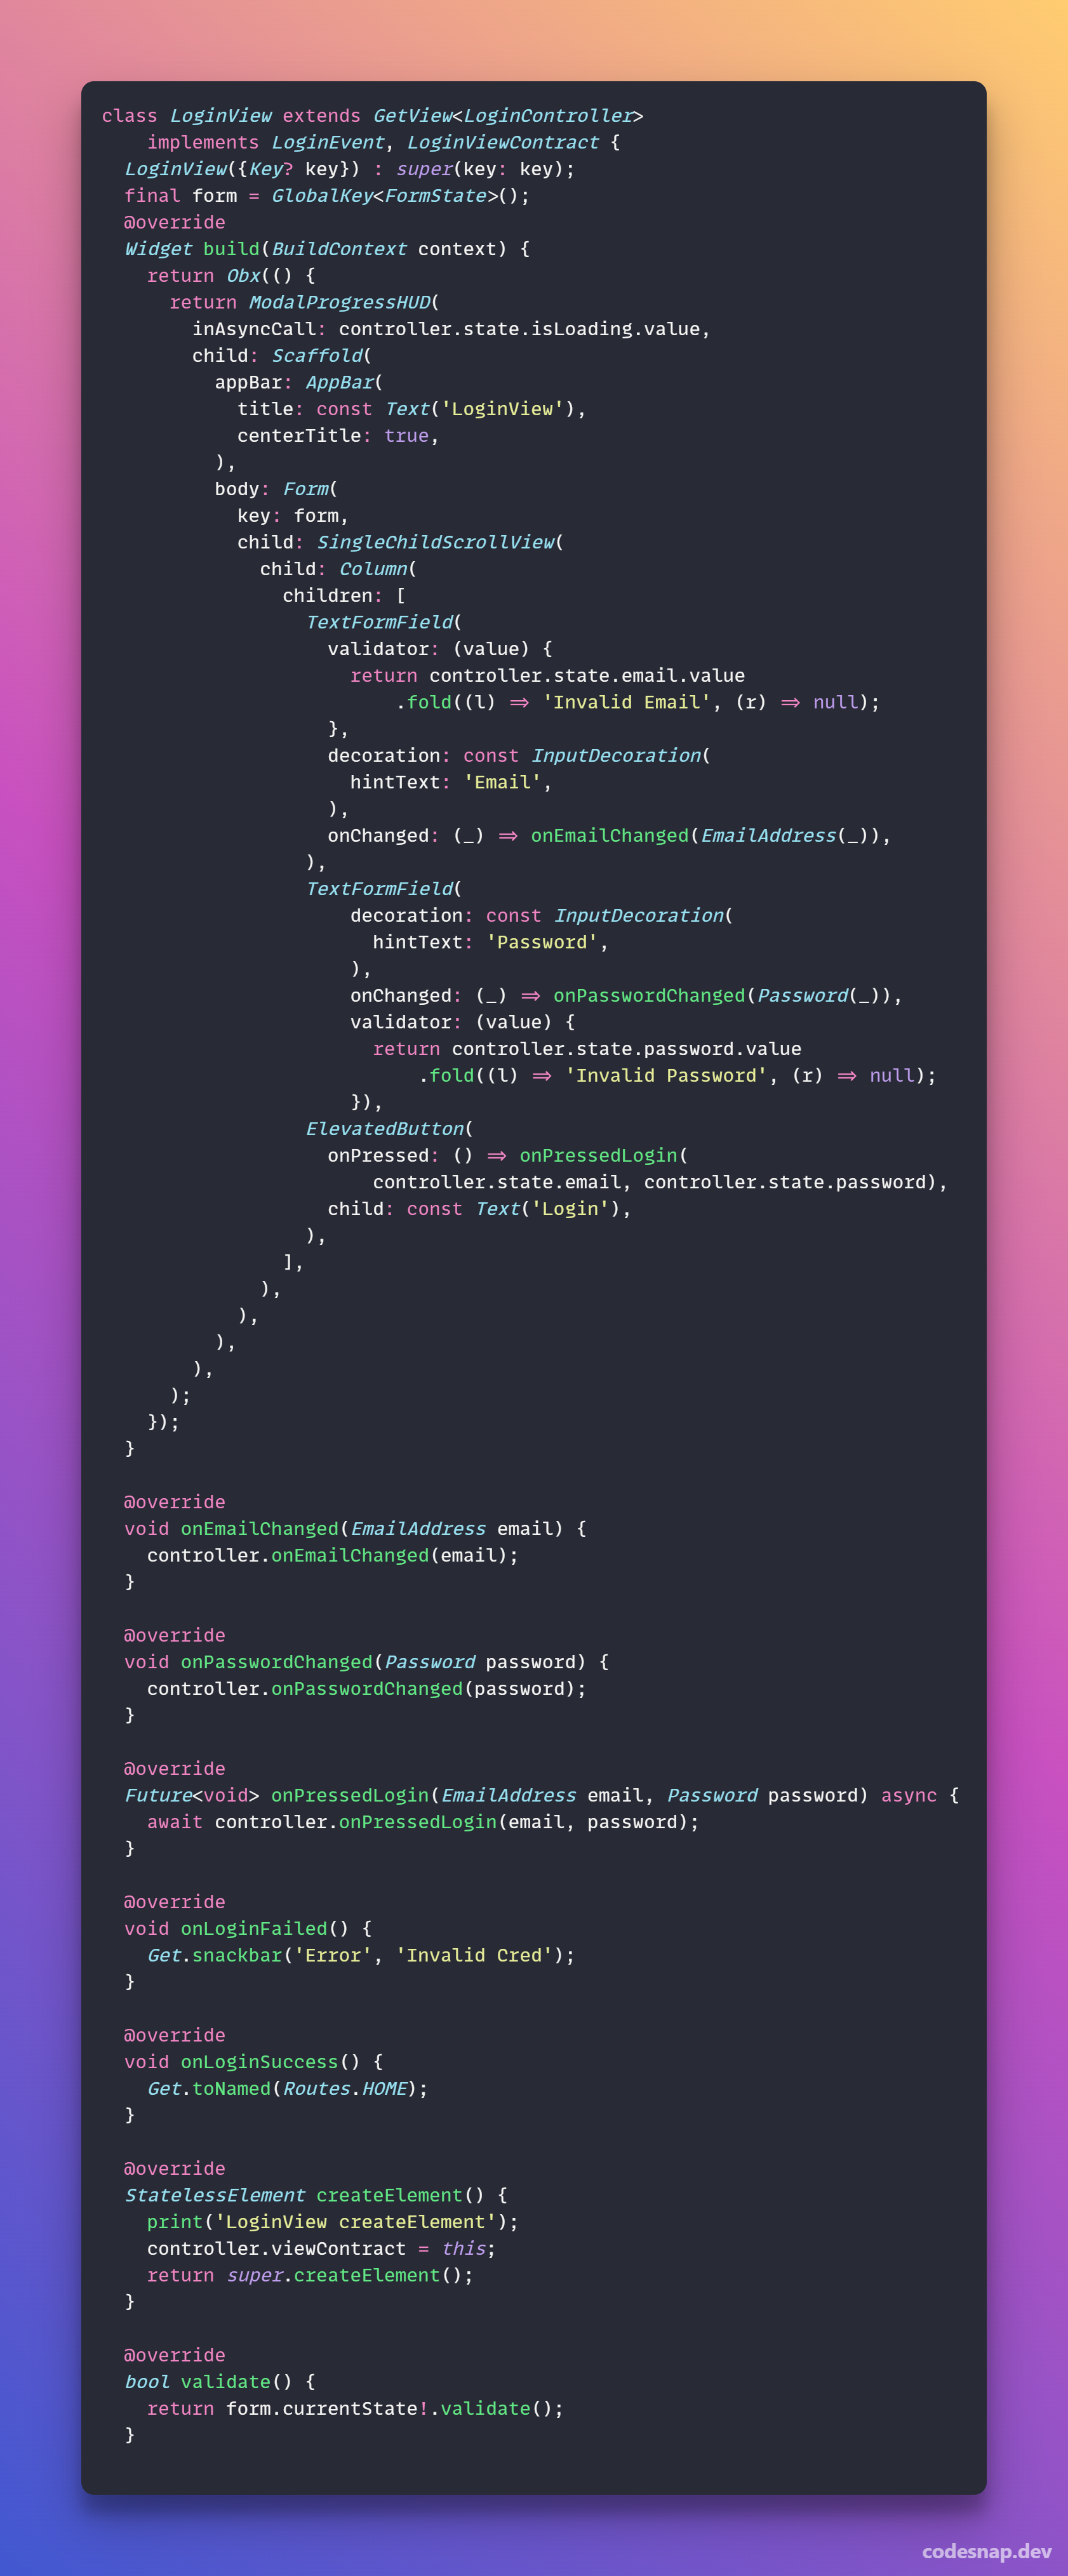 class LoginView extends GetView<LoginController>
    implements LoginEvent, LoginViewContract {
  LoginView({Key? key}) : super(key: key);
  final form = GlobalKey<FormState>();
  @override
  Widget build(BuildContext context) {
    return Obx(() {
      return ModalProgressHUD(
        inAsyncCall: controller.state.isLoading.value,
        child: Scaffold(
          appBar: AppBar(
            title: const Text('LoginView'),
            centerTitle: true,
          ),
          body: Form(
            key: form,
            child: SingleChildScrollView(
              child: Column(
                children: [
                  TextFormField(
                    validator: (value) {
                      return controller.state.email.value
                          .fold((l) => 'Invalid Email', (r) => null);
                    },
                    decoration: const InputDecoration(
                      hintText: 'Email',
                    ),
                    onChanged: (_) => onEmailChanged(EmailAddress(_)),
                  ),
                  TextFormField(
                      decoration: const InputDecoration(
                        hintText: 'Password',
                      ),
                      onChanged: (_) => onPasswordChanged(Password(_)),
                      validator: (value) {
                        return controller.state.password.value
                            .fold((l) => 'Invalid Password', (r) => null);
                      }),
                  ElevatedButton(
                    onPressed: () => onPressedLogin(
                        controller.state.email, controller.state.password),
                    child: const Text('Login'),
                  ),
                ],
              ),
            ),
          ),
        ),
      );
    });
  }

  @override
  void onEmailChanged(EmailAddress email) {
    controller.onEmailChanged(email);
  }

  @override
  void onPasswordChanged(Password password) {
    controller.onPasswordChanged(password);
  }

  @override
  Future<void> onPressedLogin(EmailAddress email, Password password) async {
    await controller.onPressedLogin(email, password);
  }

  @override
  void onLoginFailed() {
    Get.snackbar('Error', 'Invalid Cred');
  }

  @override
  void onLoginSuccess() {
    Get.toNamed(Routes.HOME);
  }

  @override
  StatelessElement createElement() {
    print('LoginView createElement');
    controller.viewContract = this;
    return super.createElement();
  }

  @override
  bool validate() {
    return form.currentState!.validate();
  }
codesnap.dev